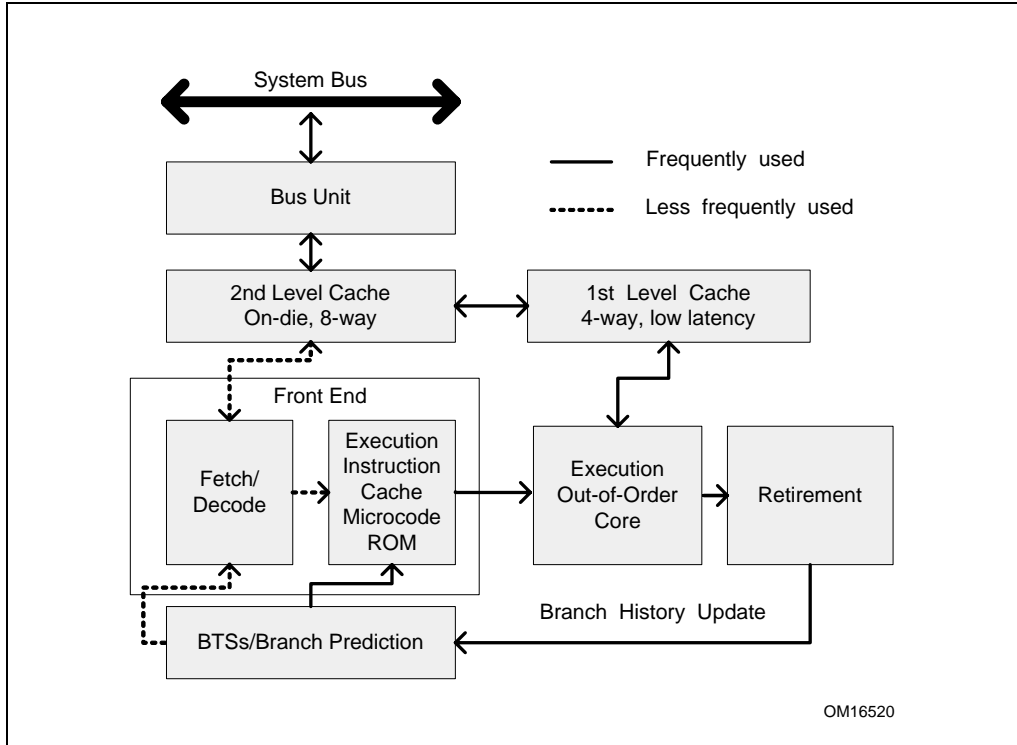 System Bus
Frequently used
Bus Unit
Less frequently used
2nd Level Cache
On-die, 8-way
1st Level Cache
4-way, low latency
Front End
Fetch/
Decode
Execution
Instruction
Cache
Microcode
ROM
Execution
Out-of-Order
Core
Retirement
Branch History Update
BTSs/Branch Prediction
OM16520